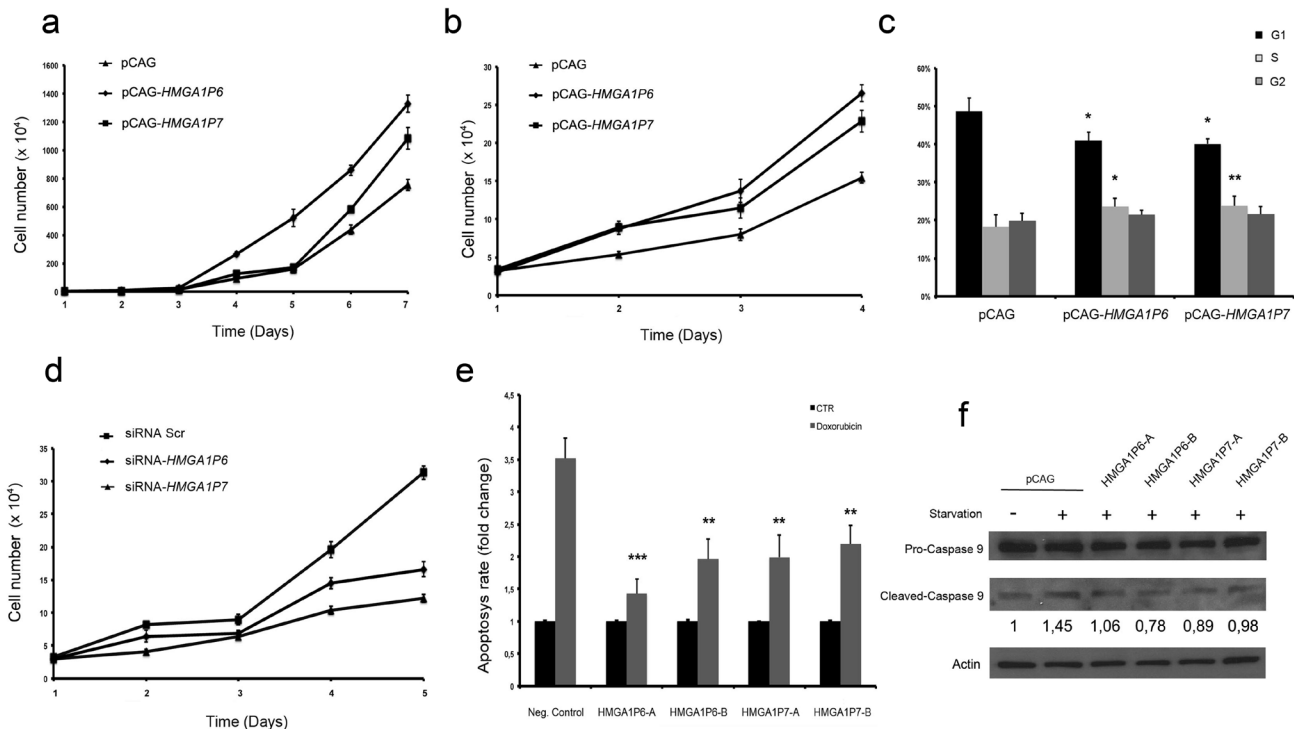 a
pCAG
pCAG-HMGA1P6
pCAG-HMGA1P7
Cell number (x 10⁴)
1600
1400
1200
1000
800
600
400
200
0
1 2 3 4 5 6 7
Time (Days)
b
pCAG
pCAG-HMGA1P6
pCAG-HMGA1P7
Cell number (x 10⁴)
30
25
20
15
10
5
0
1 2 3 4
Time (Days)
c
G1
S
G2
60%
50%
40%
30%
20%
10%
0%
* * * **
pCAG pCAG-HMGA1P6 pCAG-HMGA1P7
d
siRNA Scr
siRNA-HMGA1P6
siRNA-HMGA1P7
Cell number (x 10⁴)
35
30
25
20
15
10
5
0
1 2 3 4 5
Time (Days)
e
CTR
Doxorubicin
Apoptosys rate (fold change)
4,5
4
3,5
3
2,5
2
1,5
1
0,5
0
*** ** ** **
Neg. Control HMGA1P6-A HMGA1P6-B HMGA1P7-A HMGA1P7-B
f
pCAG HMGA1P6-A HMGA1P6-B HMGA1P7-A HMGA1P7-B
Starvation - + + + + +
Pro-Caspase 9
Cleaved-Caspase 9
1 1,45 1,06 0,78 0,89 0,98
Actin